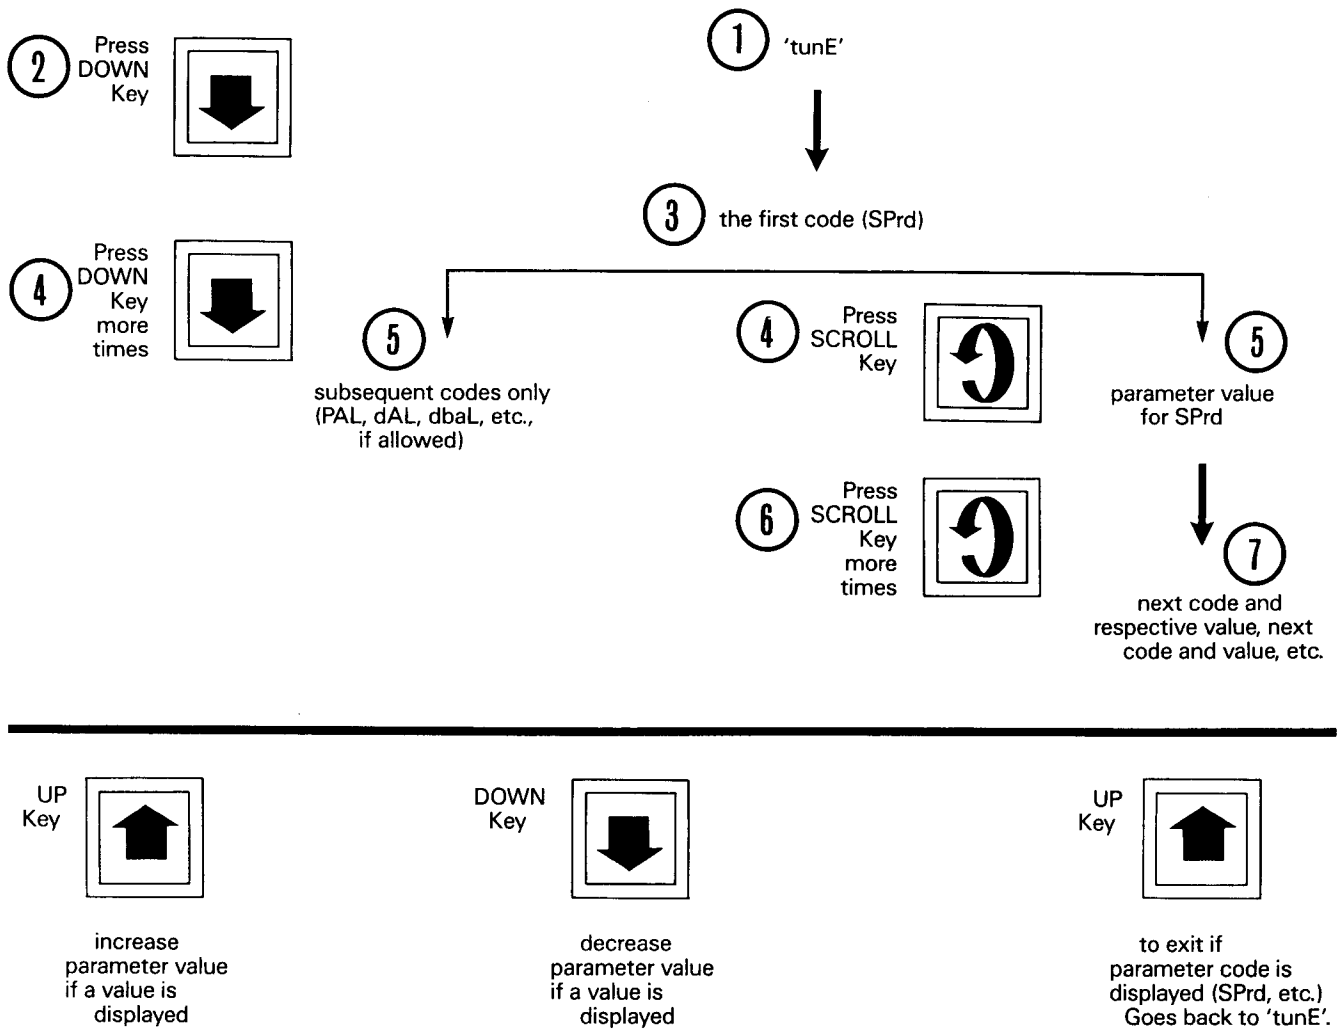 1 'tunE'
2 Press
DOWN
Key
3 the first code (SPrd)
4 Press
DOWN
Key
more
times
5
subsequent codes only
(PAL, dAL, dbaL, etc.,
if allowed)
4 Press
SCROLL
Key
5
parameter value
for SPrd
6 Press
SCROLL
Key
more
times
7
next code and
respective value, next
code and value, etc.
UP
Key
increase
parameter value
if a value is
displayed
DOWN
Key
decrease
parameter value
if a value is
displayed
UP
Key
to exit if
parameter code is
displayed (SPrd, etc.)
Goes back to 'tunE'.